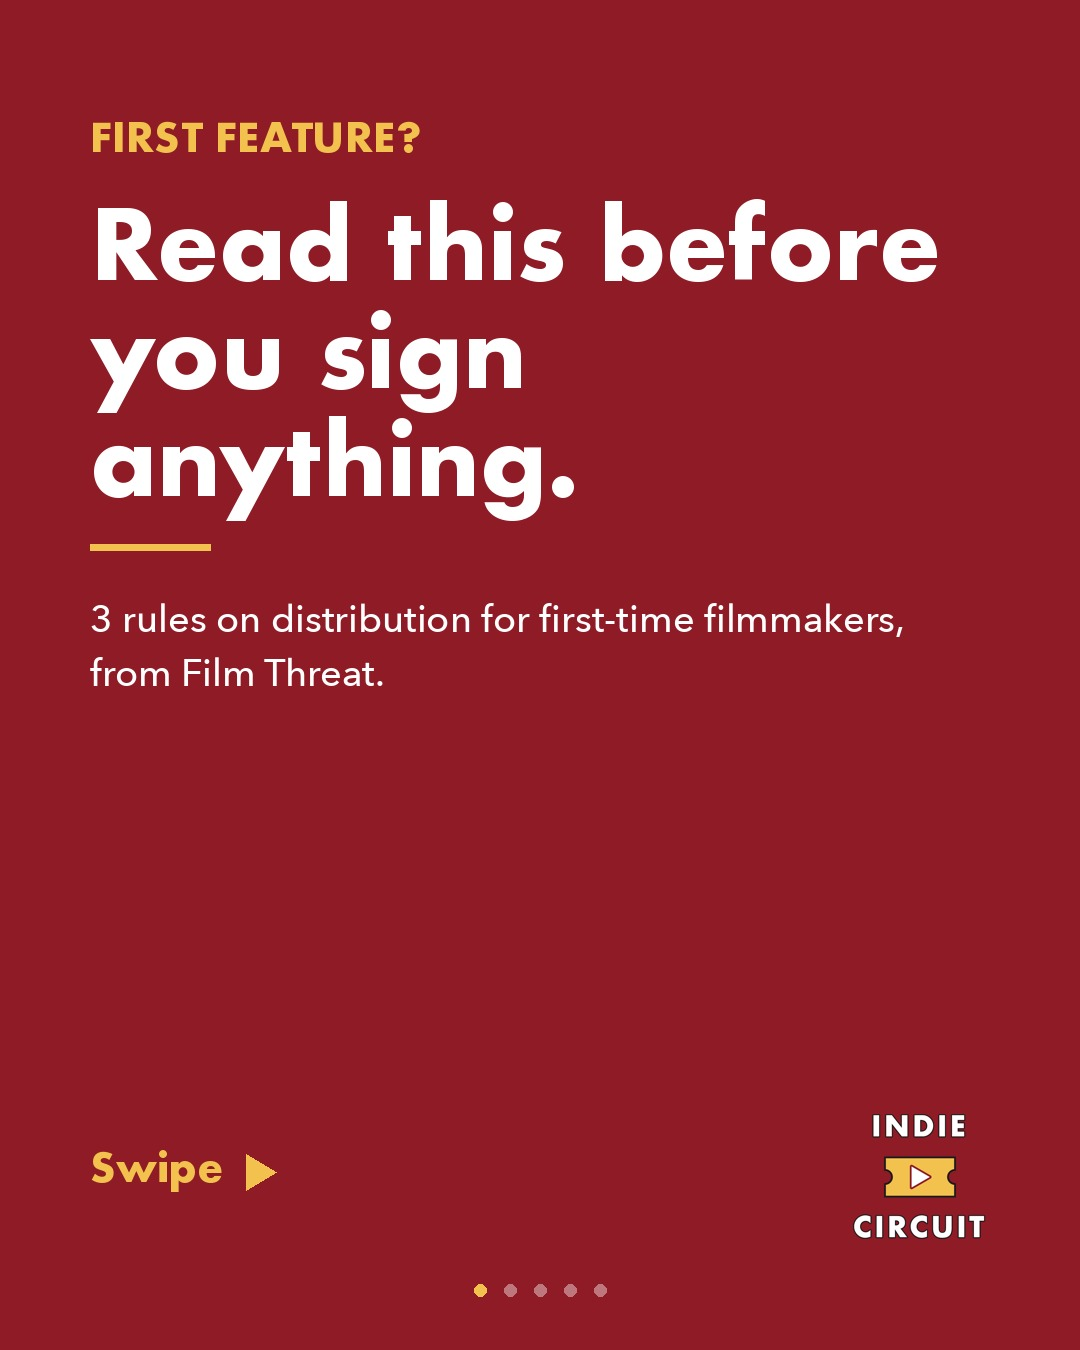 FIRST FEATURE?
Read this before
you sign
anything.
3 rules on distribution for first-time filmmakers,
from Film Threat.
Swipe
INDIE
CIRCUIT